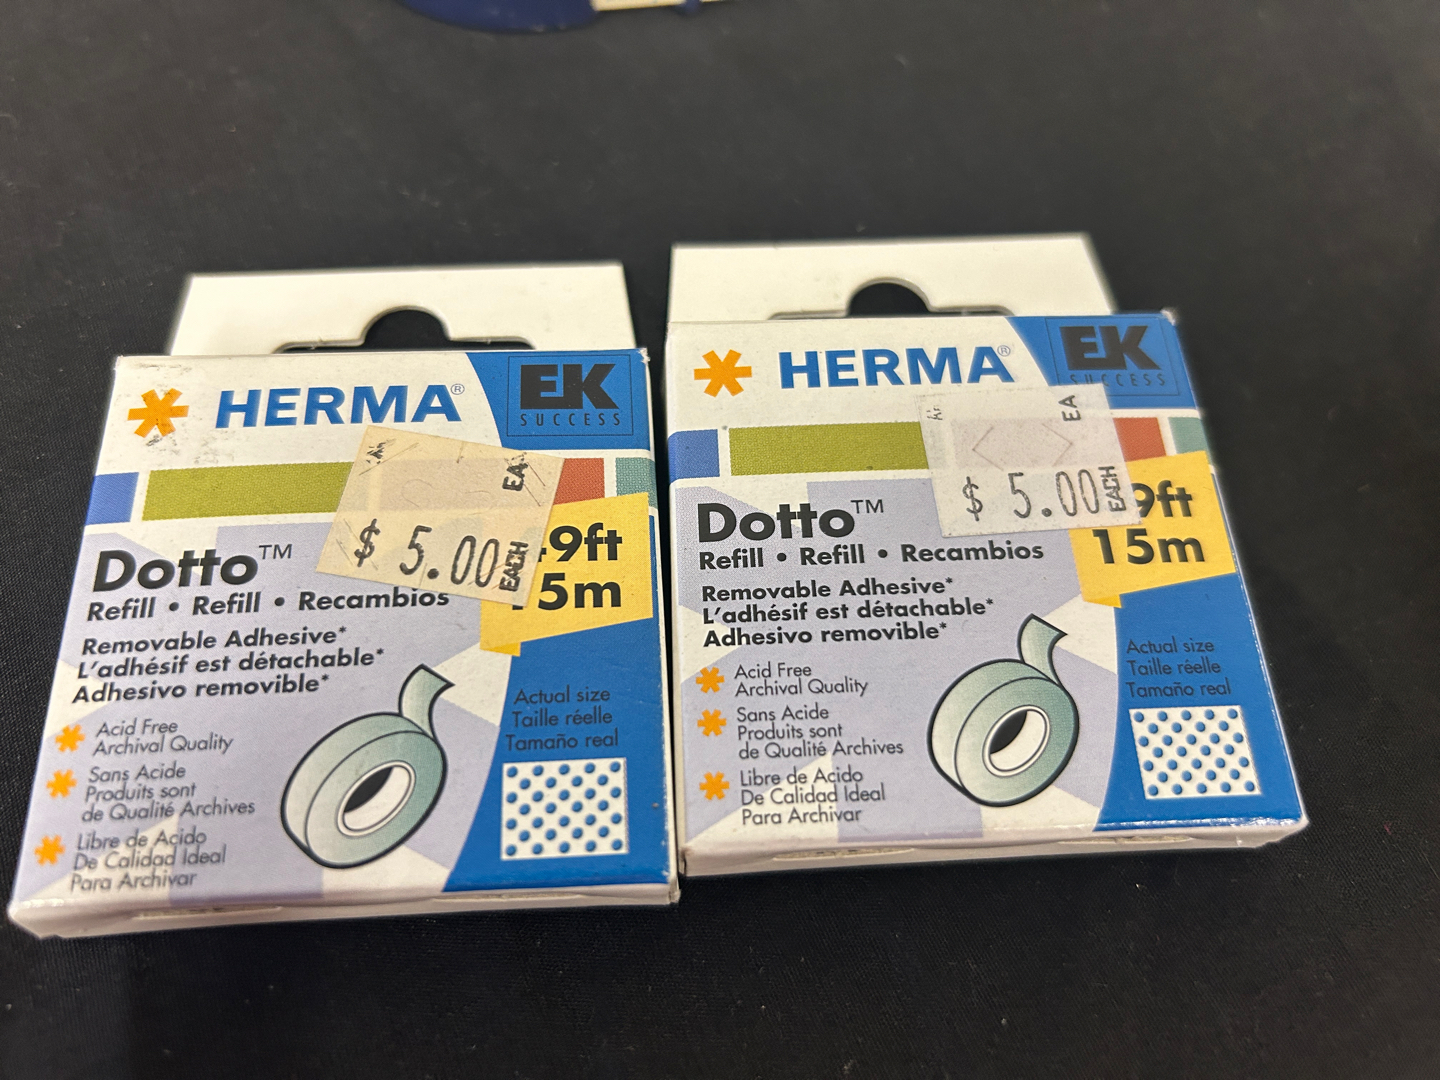 HERMA®
EK
SUCCESS
$ 5.00 EACH
EA
9ft
5m
Dotto™
Refill • Refill • Recambios
Removable Adhesive*
L'adhésif est détachable*
Adhesivo removible*
Acid Free
Archival Quality
Sans Acide
Produits sont
de Qualité Archives
Libre de Acido
De Calidad Ideal
Para Archivar
Actual size
Taille réelle
Tamaño real
HERMA®
EK
SUCCESS
EA
$ 5.00 EACH
9ft
15m
Dotto™
Refill • Refill • Recambios
Removable Adhesive*
L'adhésif est détachable*
Adhesivo removible*
Acid Free
Archival Quality
Sans Acide
Produits sont
de Qualité Archives
Libre de Acido
De Calidad Ideal
Para Archivar
Actual size
Taille réelle
Tamaño real